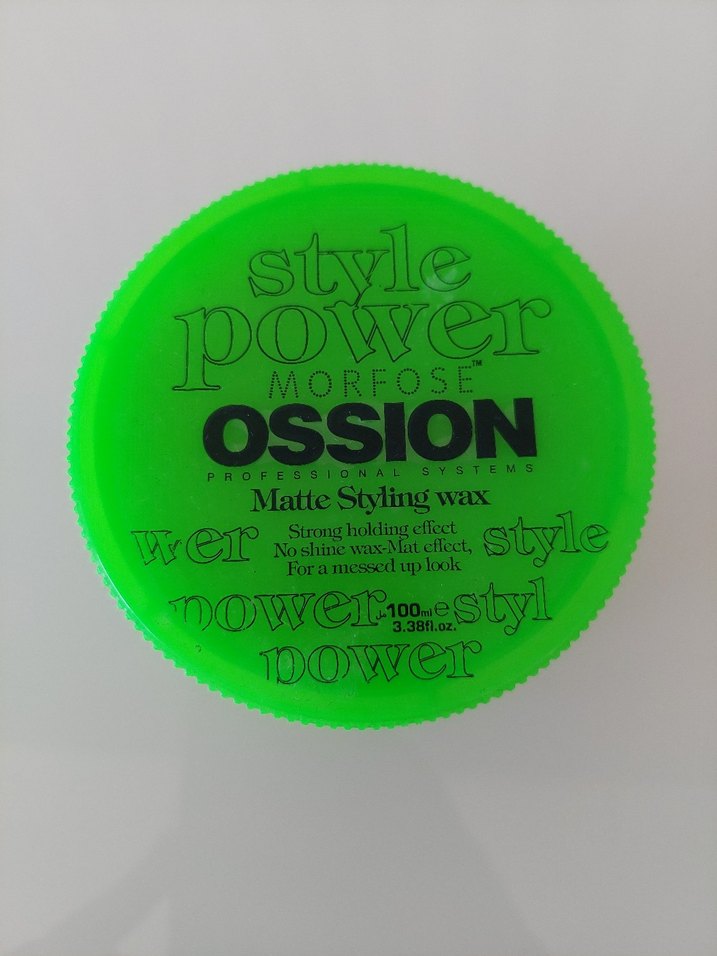 style
power
MORFOSE™
OSSION
PROFESSIONAL SYSTEMS
Matte Styling wax
wer Strong holding effect style
No shine wax-Mat effect,
For a messed up look
power 100ml e styl
3.38fl.oz.
power